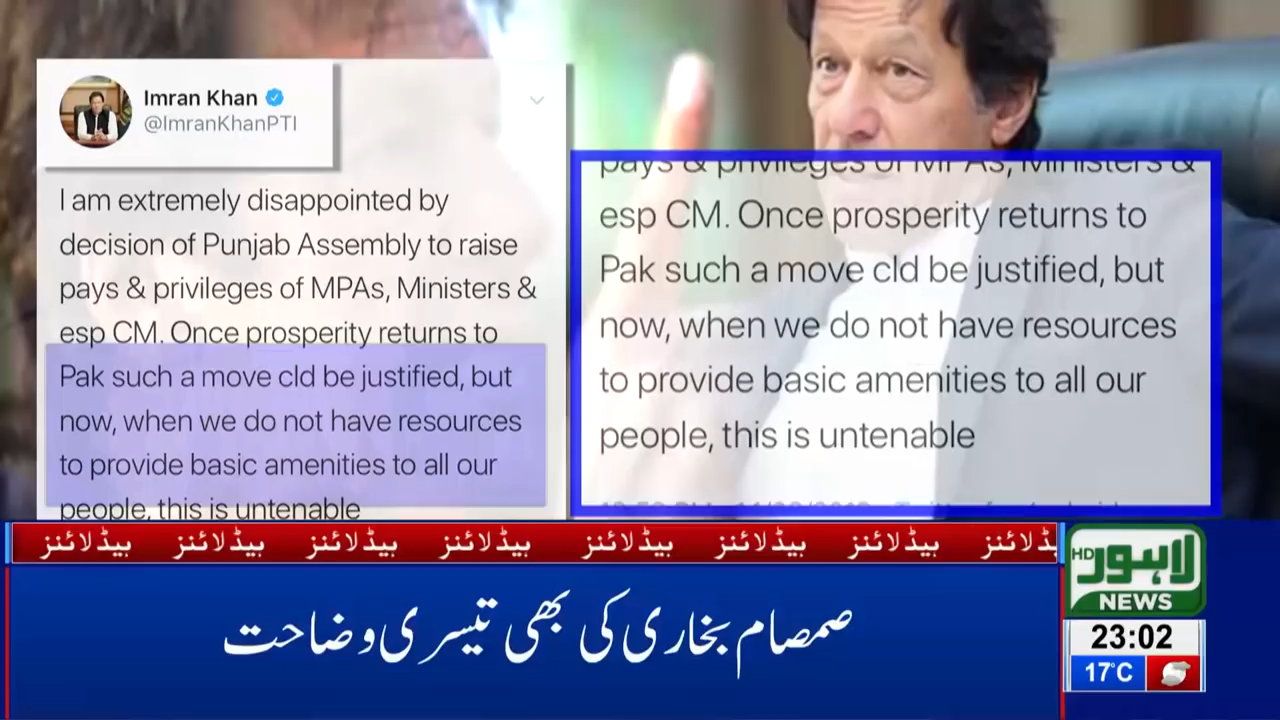 Imran Khan
@ImranKhanPTI
I am extremely disappointed by
decision of Punjab Assembly to raise
pays & privileges of MPAs, Ministers &
esp CM. Once prosperity returns to
Pak such a move cld be justified, but
now, when we do not have resources
to provide basic amenities to all our
people, this is untenable
pays & privileges of MPAs, Ministers &
esp CM. Once prosperity returns to
Pak such a move cld be justified, but
now, when we do not have resources
to provide basic amenities to all our
people, this is untenable
ہیڈلائنز ہیڈلائنز ہیڈلائنز ہیڈلائنز ہیڈلائنز ہیڈلائنز ہیڈلائنز ہیڈلائنز
صمصام بخاری کی بھی تیسری وضاحت
لاہور HD
NEWS
23:02
17°C